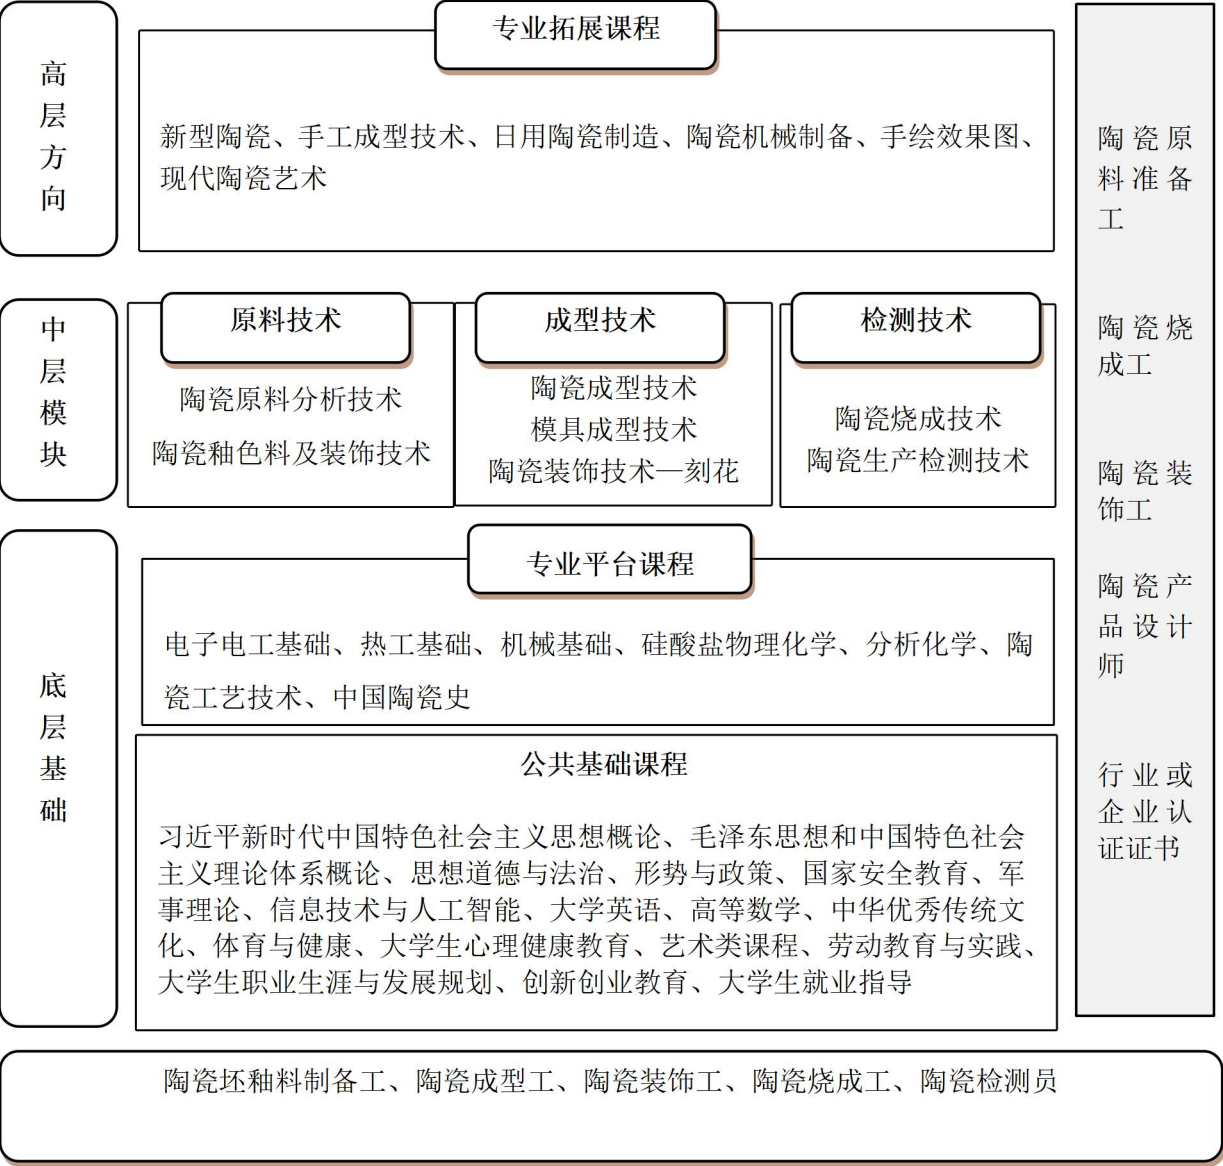 高
层
方
向
专业拓展课程
新型陶瓷、手工成型技术、日用陶瓷制造、陶瓷机械制备、手绘效果图、
现代陶瓷艺术
中
层
模
块
原料技术
陶瓷原料分析技术
陶瓷釉色料及装饰技术
成型技术
陶瓷成型技术
模具成型技术
陶瓷装饰技术—刻花
检测技术
陶瓷烧成技术
陶瓷生产检测技术
底
层
基
础
专业平台课程
电子电工基础、热工基础、机械基础、硅酸盐物理化学、分析化学、陶
瓷工艺技术、中国陶瓷史
公共基础课程
习近平新时代中国特色社会主义思想概论、毛泽东思想和中国特色社会
主义理论体系概论、思想道德与法治、形势与政策、国家安全教育、军
事理论、信息技术与人工智能、大学英语、高等数学、中华优秀传统文
化、体育与健康、大学生心理健康教育、艺术类课程、劳动教育与实践、
大学生职业生涯与发展规划、创新创业教育、大学生就业指导
陶瓷原
料准备
工
陶瓷烧
成工
陶瓷装
饰工
陶瓷产
品设计
师
行业或
企业认
证证书
陶瓷坯釉料制备工、陶瓷成型工、陶瓷装饰工、陶瓷烧成工、陶瓷检测员